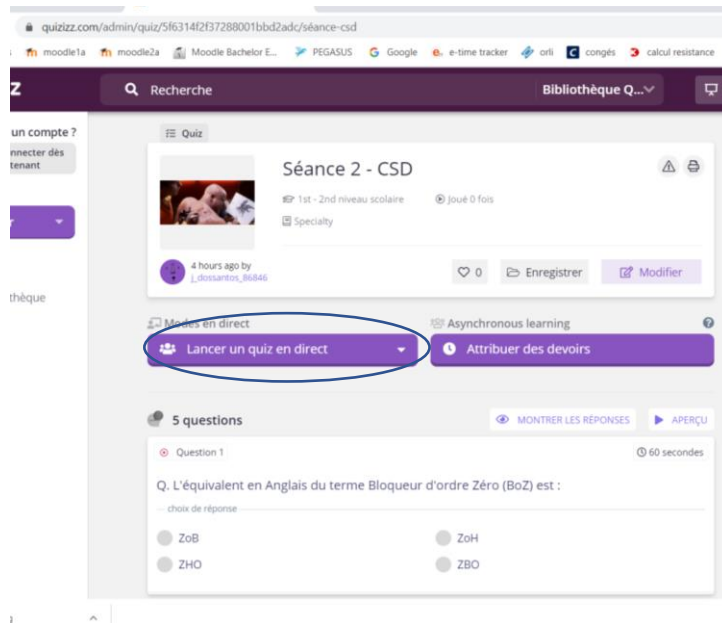 quizizz.com/admin/quiz/5f6314f2f37288001bbd2adc/séance-csd
moodle1a moodle2a Moodle Bachelor E... PEGASUS Google e-time tracker orli congés calcul resistance
Z Recherche Bibliothèque Q...
un compte ?
nnecter dès
ntenant
thèque
Quiz
Séance 2 - CSD
1st - 2nd niveau scolaire Joué 0 fois
Specialty
4 hours ago by
j_dossantos_86846
0 Enregistrer Modifier
Modes en direct Asynchronous learning
Lancer un quiz en direct Attribuer des devoirs
5 questions MONTRER LES RÉPONSES APERÇU
Question 1 60 secondes
Q. L'équivalent en Anglais du terme Bloqueur d'ordre Zéro (BoZ) est :
choix de réponse
ZoB ZoH
ZHO ZBO